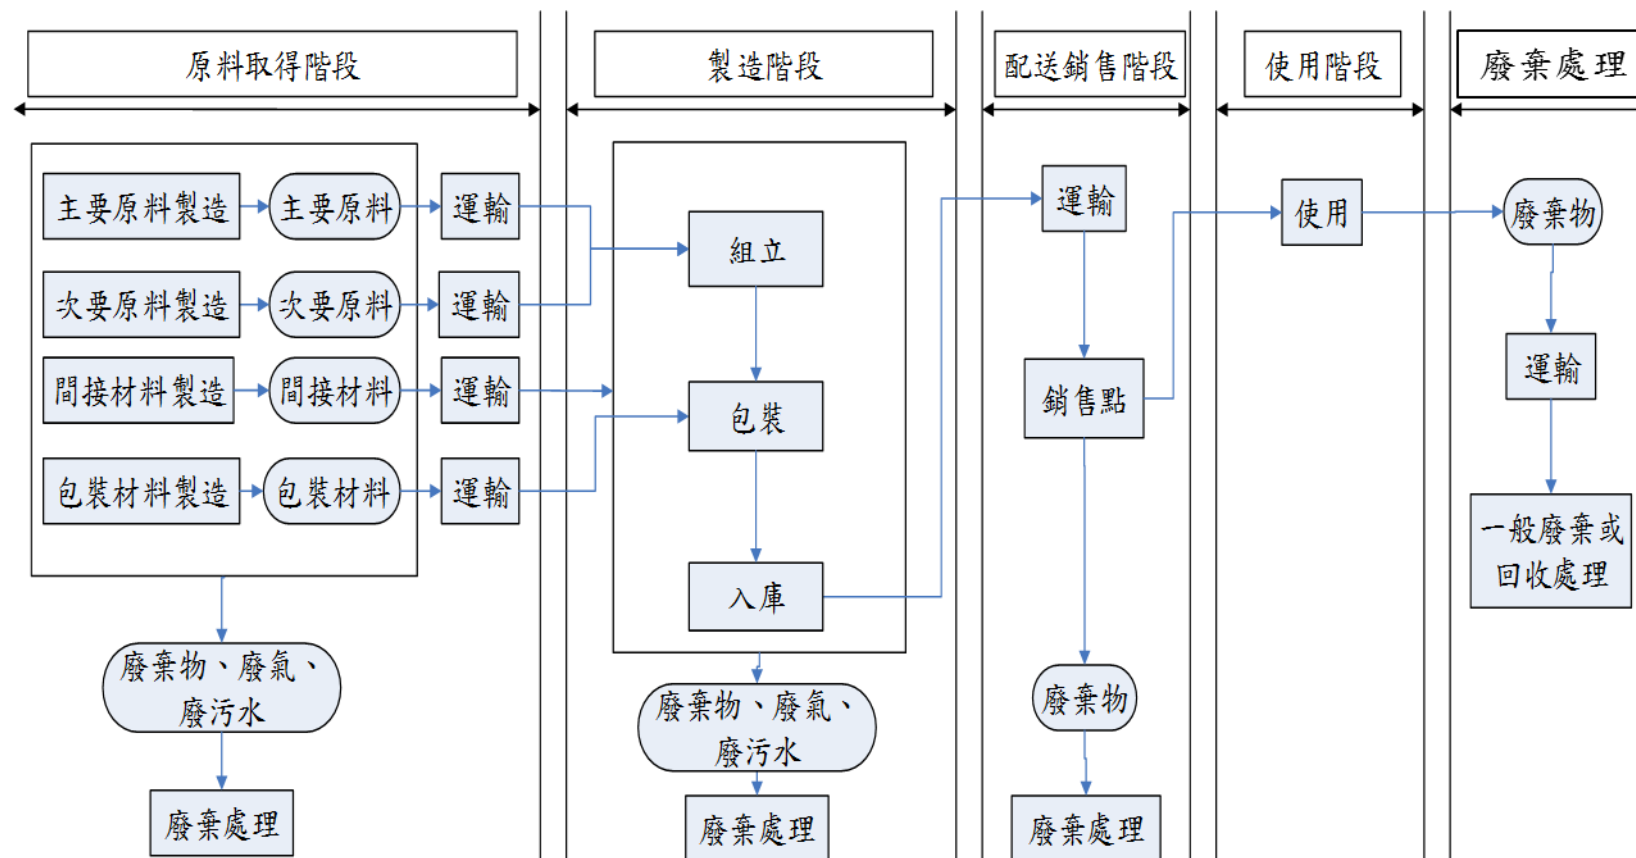 原料取得階段
製造階段
配送銷售階段
使用階段
廢棄處理
主要原料製造
主要原料
運輸
次要原料製造
次要原料
運輸
間接材料製造
間接材料
運輸
包裝材料製造
包裝材料
運輸
廢棄物、廢氣、
廢污水
廢棄處理
組立
包裝
入庫
廢棄物、廢氣、
廢污水
廢棄處理
運輸
銷售點
廢棄物
廢棄處理
使用
廢棄物
運輸
一般廢棄或
回收處理